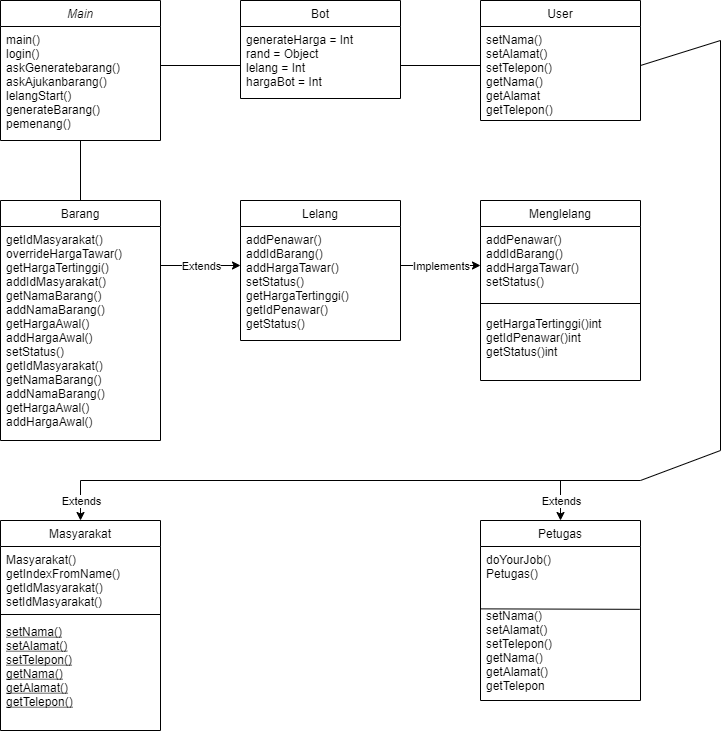 Main
main()
login()
askGeneratebarang()
askAjukanbarang()
lelangStart()
generateBarang()
pemenang()
Bot
generateHarga = Int
rand = Object
lelang = Int
hargaBot = Int
User
setNama()
setAlamat()
setTelepon()
getNama()
getAlamat
getTelepon()
Barang
getIdMasyarakat()
overrideHargaTawar()
getHargaTertinggi()
addIdMasyarakat()
getNamaBarang()
addNamaBarang()
getHargaAwal()
addHargaAwal()
setStatus()
getIdMasyarakat()
getNamaBarang()
addNamaBarang()
getHargaAwal()
addHargaAwal()
Extends
Lelang
addPenawar()
addIdBarang()
addHargaTawar()
setStatus()
getHargaTertinggi()
getIdPenawar()
getStatus()
Implements
Menglelang
addPenawar()
addIdBarang()
addHargaTawar()
setStatus()
getHargaTertinggi()int
getIdPenawar()int
getStatus()int
Extends
Masyarakat
Masyarakat()
getIndexFromName()
getIdMasyarakat()
setIdMasyarakat()
setNama()
setAlamat()
setTelepon()
getNama()
getAlamat()
getTelepon()
Extends
Petugas
doYourJob()
Petugas()
setNama()
setAlamat()
setTelepon()
getNama()
getAlamat()
getTelepon